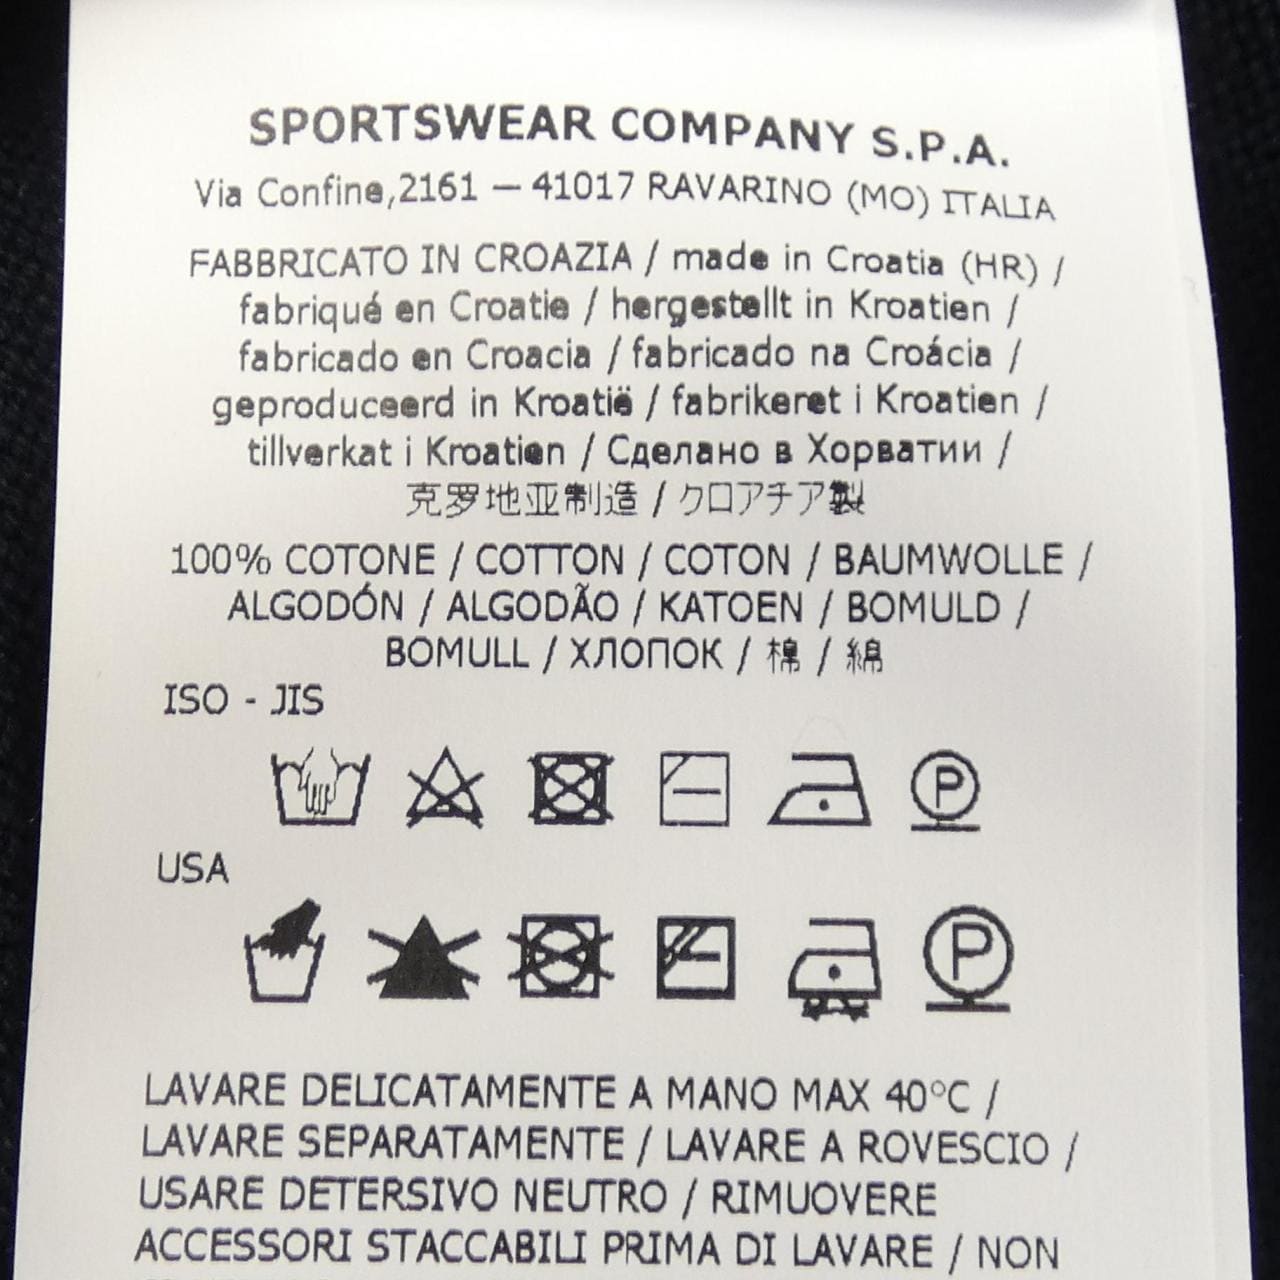 SPORTSWEAR COMPANY S.P.A.
Via Confine,2161 – 41017 RAVARINO (MO) ITALIA
FABBRICATO IN CROAZIA / made in Croatia (HR) /
fabriqué en Croatie / hergestellt in Kroatien /
fabricado en Croacia / fabricado na Croácia /
geproduceerd in Kroatië / fabrikeret i Kroatien /
tillverkat i Kroatien / Сделано в Хорватии /
克罗地亚制造 / クロアチア製
100% COTONE / COTTON / COTON / BAUMWOLLE /
ALGODÓN / ALGODÃO / KATOEN / BOMULD /
BOMULL / ХЛОПОК / 棉 / 綿
ISO - JIS
P
USA
P
LAVARE DELICATAMENTE A MANO MAX 40°C /
LAVARE SEPARATAMENTE / LAVARE A ROVESCIO /
USARE DETERSIVO NEUTRO / RIMUOVERE
ACCESSORI STACCABILI PRIMA DI LAVARE / NON